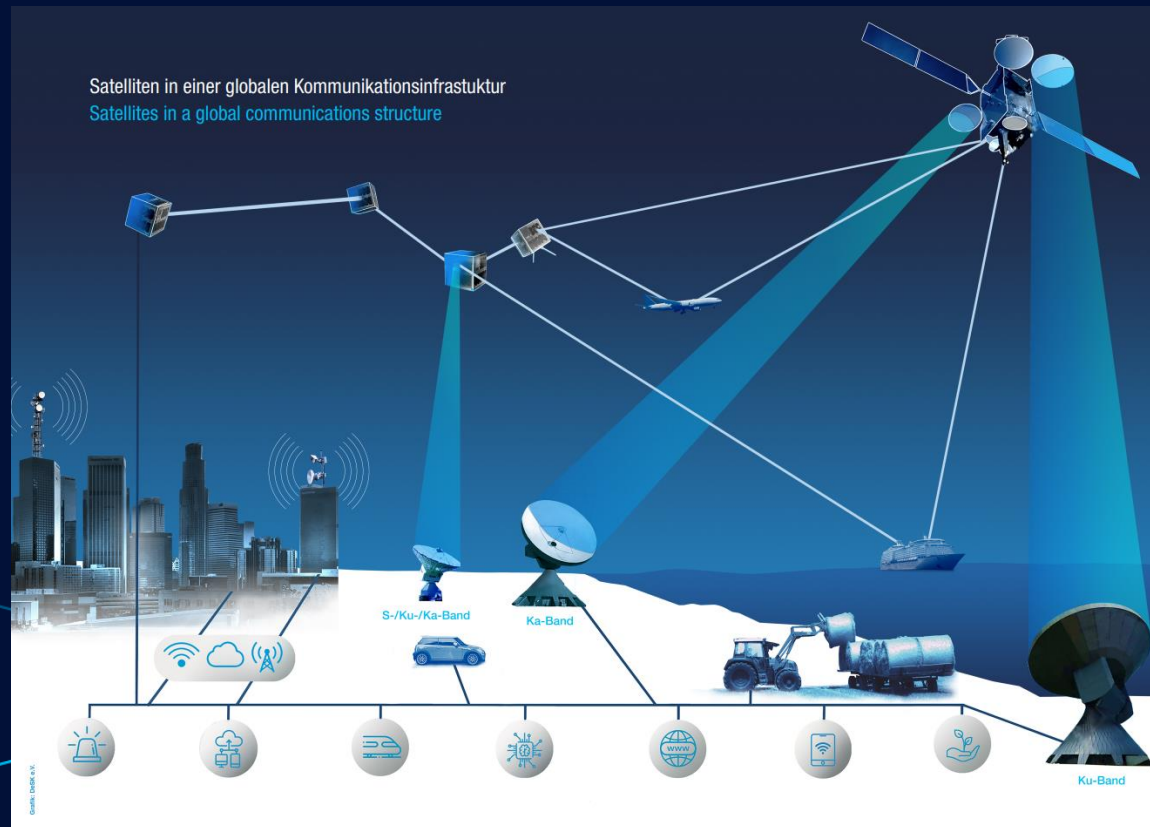 Satelliten in einer globalen Kommunikationsinfrastuktur
Satellites in a global communications structure
S-/Ku-/Ka-Band
Ka-Band
www
Ku-Band
Grafik: DeSK e.V.